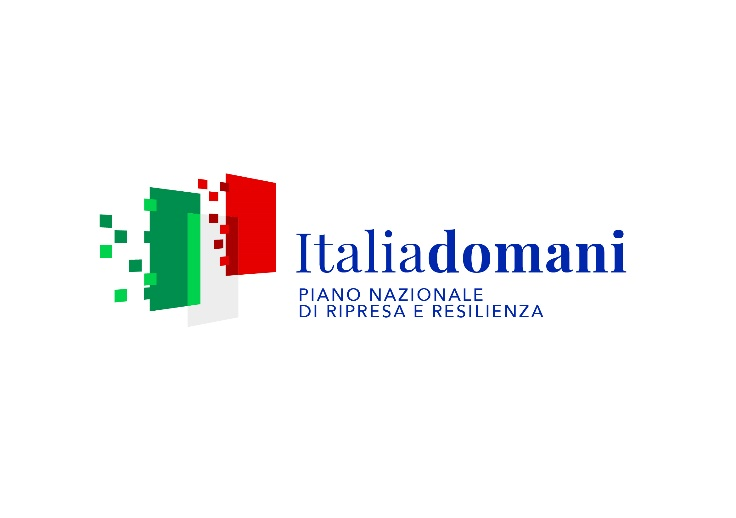 Italiadomani
PIANO NAZIONALE
DI RIPRESA E RESILIENZA